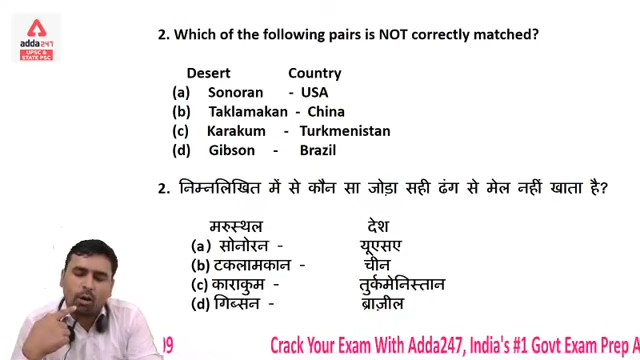 adda247
UPSC &
STATE PSC
2. Which of the following pairs is NOT correctly matched?
Desert Country
(a) Sonoran - USA
(b) Taklamakan - China
(c) Karakum - Turkmenistan
(d) Gibson - Brazil
2. निम्नलिखित में से कौन सा जोड़ा सही ढंग से मेल नहीं खाता है?
मरुस्थल देश
(a) सोनोरन - यूएसए
(b) टकलामकान - चीन
(c) काराकुम - तुर्कमेनिस्तान
(d) गिब्सन - ब्राज़ील
09 Crack Your Exam With Adda247, India's #1 Govt Exam Prep A